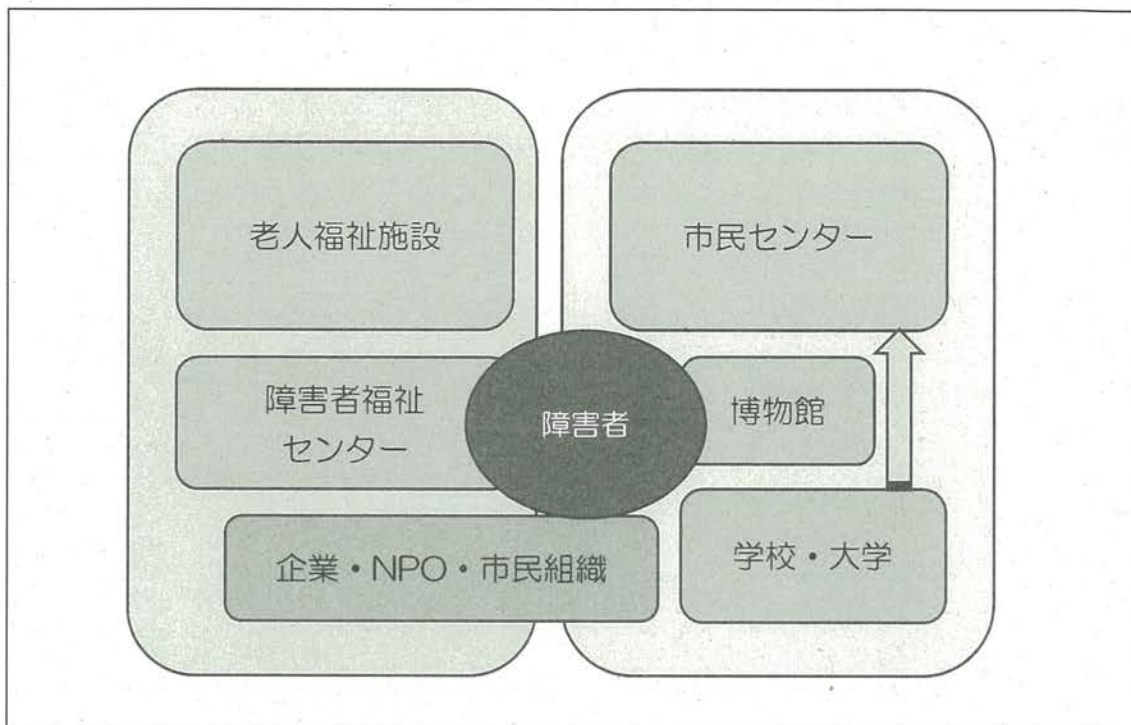 老人福祉施設
市民センター
障害者福祉
センター
障害者
博物館
企業・NPO・市民組織
学校・大学